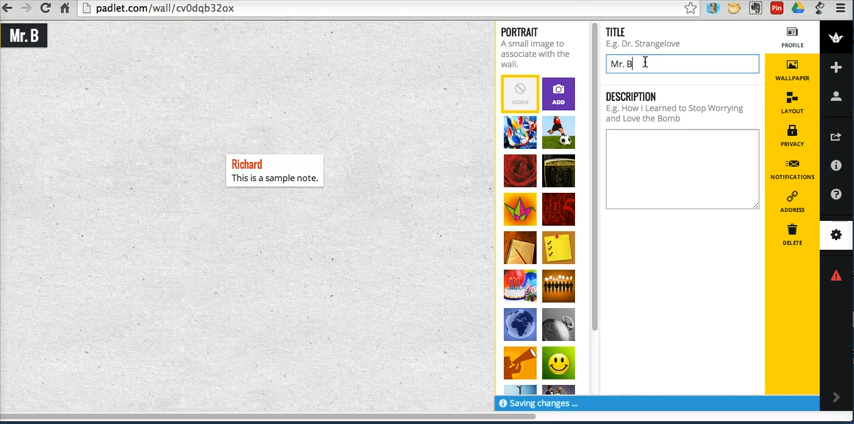 padlet.com/wall/cv0dqb32ox
Mr. B
Richard
This is a sample note.
PORTRAIT
A small image to
associate with the
wall.
NONE
ADD
TITLE
E.g. Dr. Strangelove
Mr. B
DESCRIPTION
E.g. How I Learned to Stop Worrying
and Love the Bomb
PROFILE
WALLPAPER
LAYOUT
PRIVACY
NOTIFICATIONS
ADDRESS
DELETE
Saving changes ...
Pin